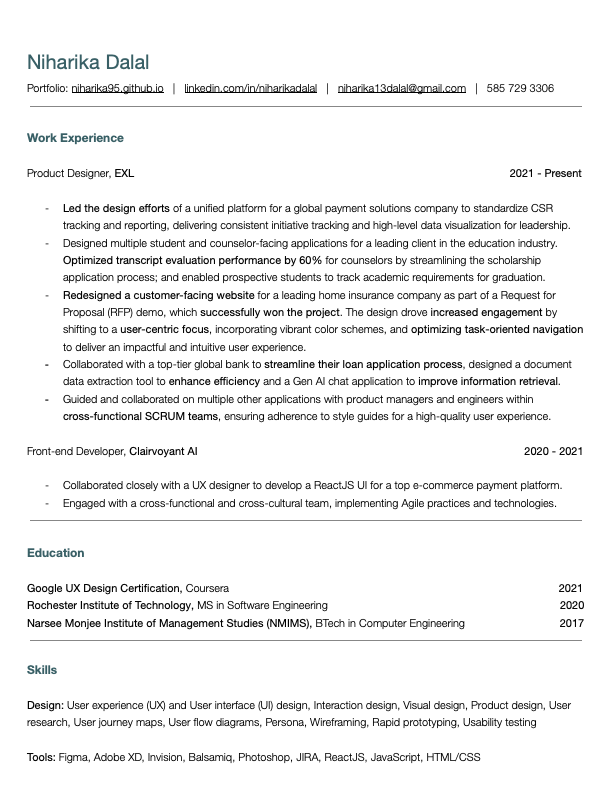 Niharika Dalal
Portfolio: niharika95.github.io | linkedin.com/in/niharikadalal | niharika13dalal@gmail.com | 585 729 3306
Work Experience
Product Designer, EXL 2021 - Present
- Led the design efforts of a unified platform for a global payment solutions company to standardize CSR
tracking and reporting, delivering consistent initiative tracking and high-level data visualization for leadership.
- Designed multiple student and counselor-facing applications for a leading client in the education industry.
Optimized transcript evaluation performance by 60% for counselors by streamlining the scholarship
application process; and enabled prospective students to track academic requirements for graduation.
- Redesigned a customer-facing website for a leading home insurance company as part of a Request for
Proposal (RFP) demo, which successfully won the project. The design drove increased engagement by
shifting to a user-centric focus, incorporating vibrant color schemes, and optimizing task-oriented navigation
to deliver an impactful and intuitive user experience.
- Collaborated with a top-tier global bank to streamline their loan application process, designed a document
data extraction tool to enhance efficiency and a Gen AI chat application to improve information retrieval.
- Guided and collaborated on multiple other applications with product managers and engineers within
cross-functional SCRUM teams, ensuring adherence to style guides for a high-quality user experience.
Front-end Developer, Clairvoyant AI 2020 - 2021
- Collaborated closely with a UX designer to develop a ReactJS UI for a top e-commerce payment platform.
- Engaged with a cross-functional and cross-cultural team, implementing Agile practices and technologies.
Education
Google UX Design Certification, Coursera 2021
Rochester Institute of Technology, MS in Software Engineering 2020
Narsee Monjee Institute of Management Studies (NMIMS), BTech in Computer Engineering 2017
Skills
Design: User experience (UX) and User interface (UI) design, Interaction design, Visual design, Product design, User
research, User journey maps, User flow diagrams, Persona, Wireframing, Rapid prototyping, Usability testing
Tools: Figma, Adobe XD, Invision, Balsamiq, Photoshop, JIRA, ReactJS, JavaScript, HTML/CSS